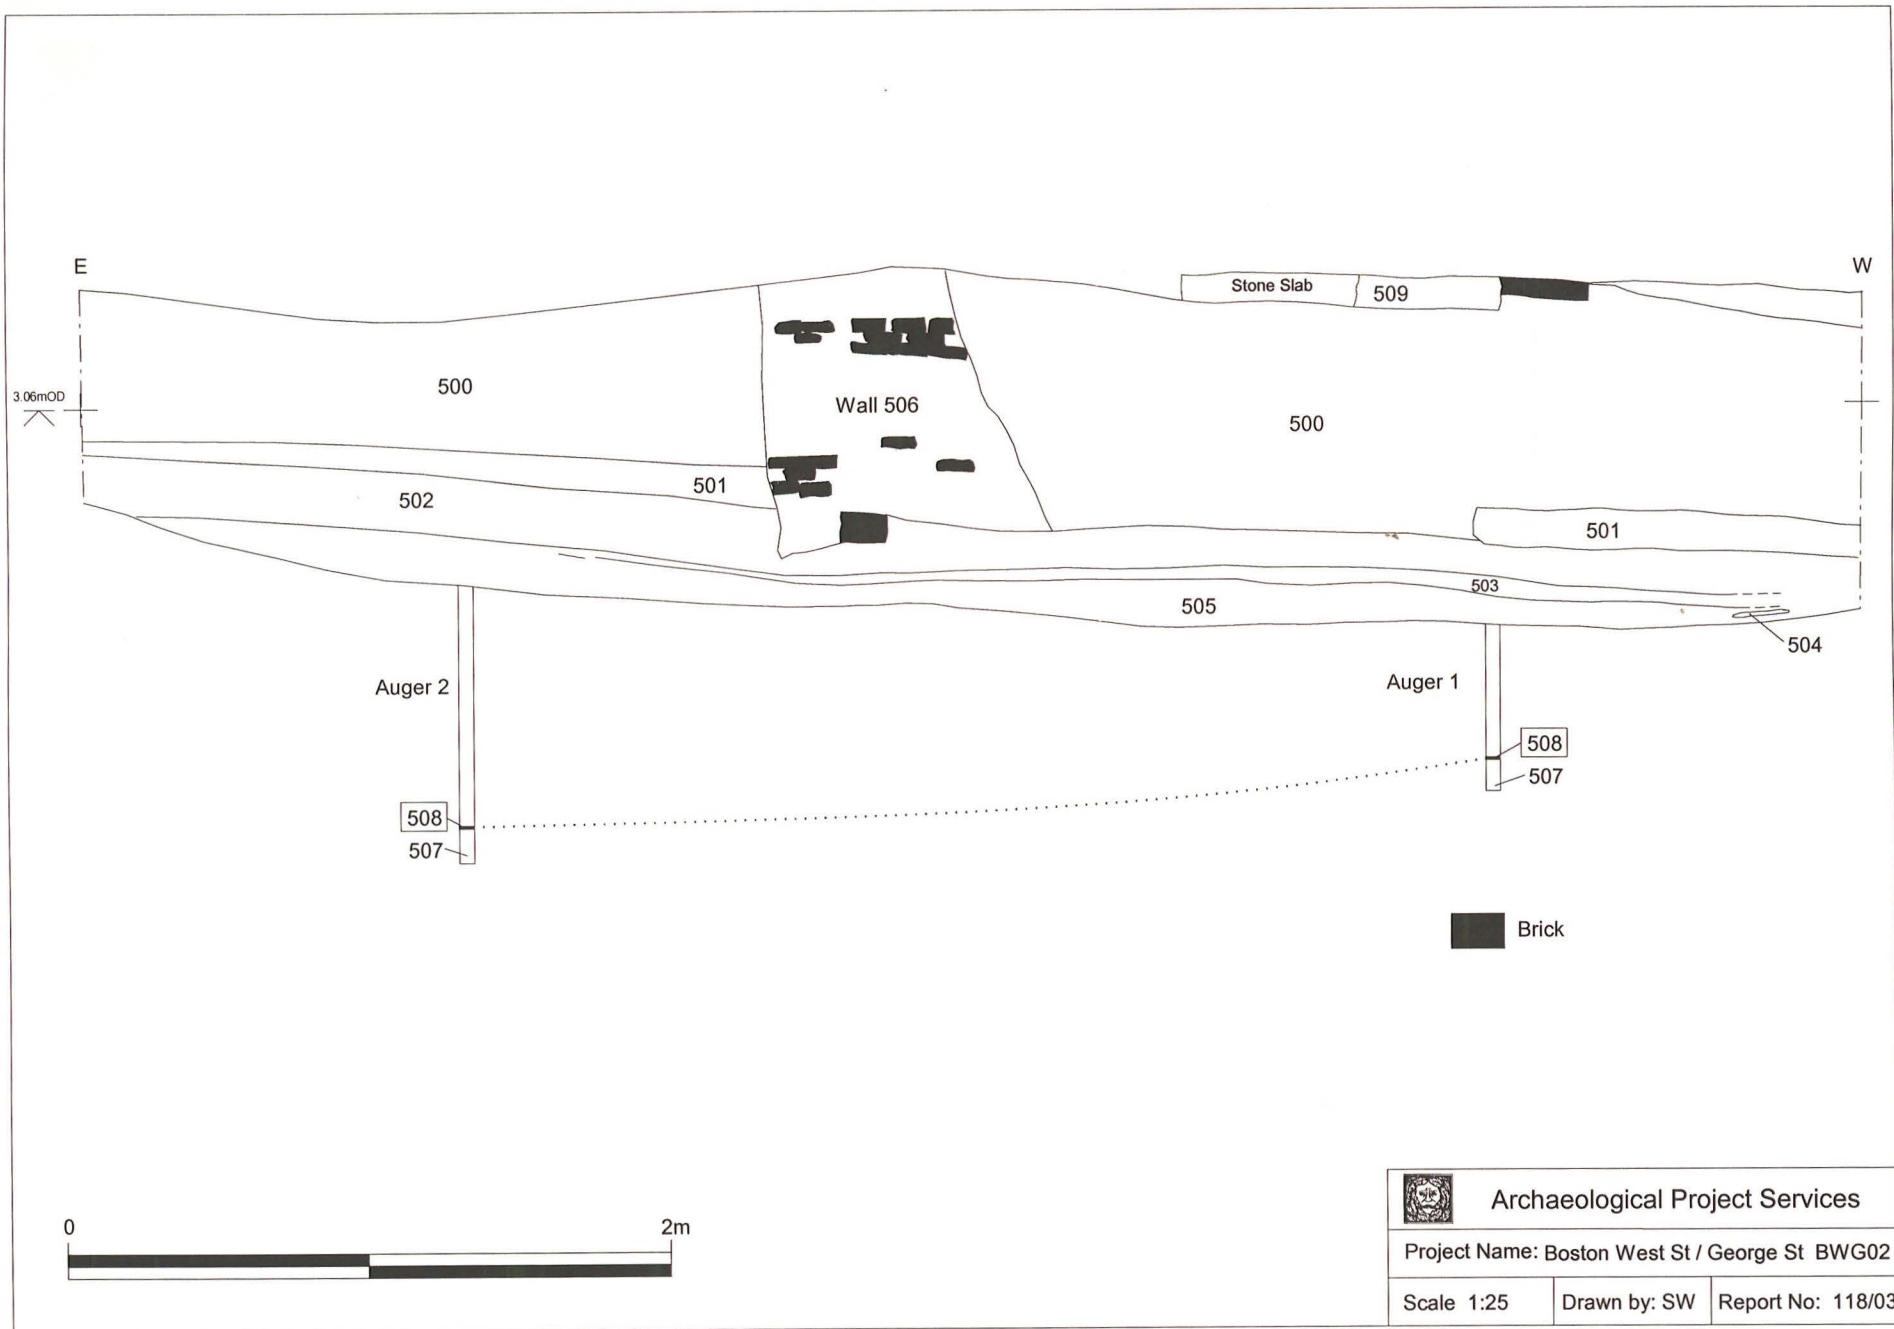 E
W
Stone Slab
509
500
3.06mOD
Wall 506
500
501
502
501
503
505
504
Auger 2
Auger 1
508
507
508
507
Brick
0
2m
Archaeological Project Services
Project Name: Boston West St / George St BWG02
Scale 1:25
Drawn by: SW
Report No: 118/03